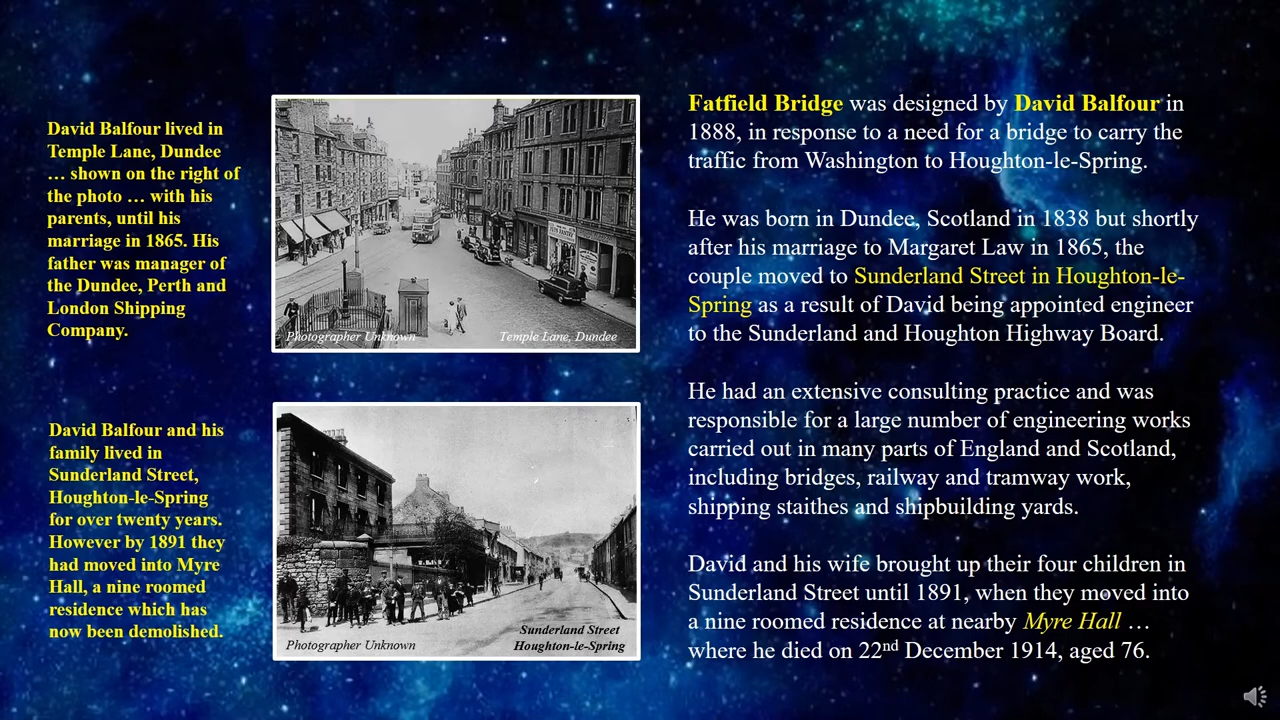 David Balfour lived in
Temple Lane, Dundee
… shown on the right of
the photo … with his
parents, until his
marriage in 1865. His
father was manager of
the Dundee, Perth and
London Shipping
Company.
Photographer Unknown
Temple Lane, Dundee
David Balfour and his
family lived in
Sunderland Street,
Houghton-le-Spring
for over twenty years.
However by 1891 they
had moved into Myre
Hall, a nine roomed
residence which has
now been demolished.
Photographer Unknown
Sunderland Street
Houghton-le-Spring
Fatfield Bridge was designed by David Balfour in
1888, in response to a need for a bridge to carry the
traffic from Washington to Houghton-le-Spring.
He was born in Dundee, Scotland in 1838 but shortly
after his marriage to Margaret Law in 1865, the
couple moved to Sunderland Street in Houghton-le-
Spring as a result of David being appointed engineer
to the Sunderland and Houghton Highway Board.
He had an extensive consulting practice and was
responsible for a large number of engineering works
carried out in many parts of England and Scotland,
including bridges, railway and tramway work,
shipping staithes and shipbuilding yards.
David and his wife brought up their four children in
Sunderland Street until 1891, when they moved into
a nine roomed residence at nearby Myre Hall …
where he died on 22nd December 1914, aged 76.